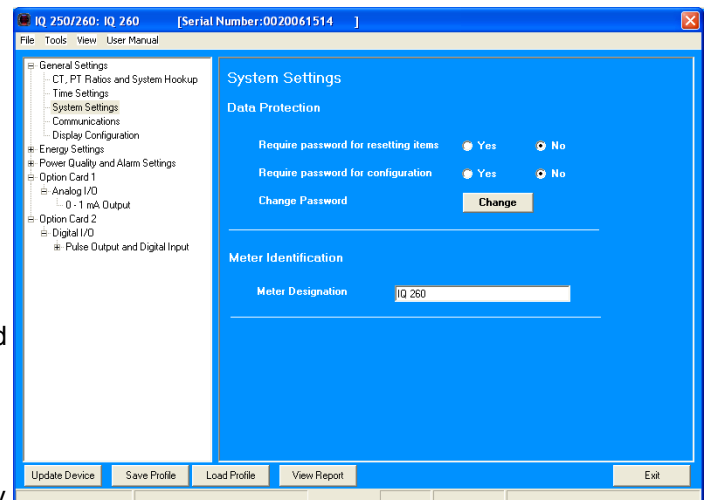 IQ 250/260: IQ 260 [Serial Number:0020061514 ]
File Tools View User Manual
General Settings
CT, PT Ratios and System Hookup
Time Settings
System Settings
Communications
Display Configuration
Energy Settings
Power Quality and Alarm Settings
Option Card 1
Analog I/O
0 - 1 mA Output
Option Card 2
Digital I/O
Pulse Output and Digital Input
System Settings
Data Protection
Require password for resetting items Yes No
Require password for configuration Yes No
Change Password Change
Meter Identification
Meter Designation IQ 260
Update Device Save Profile Load Profile View Report Exit